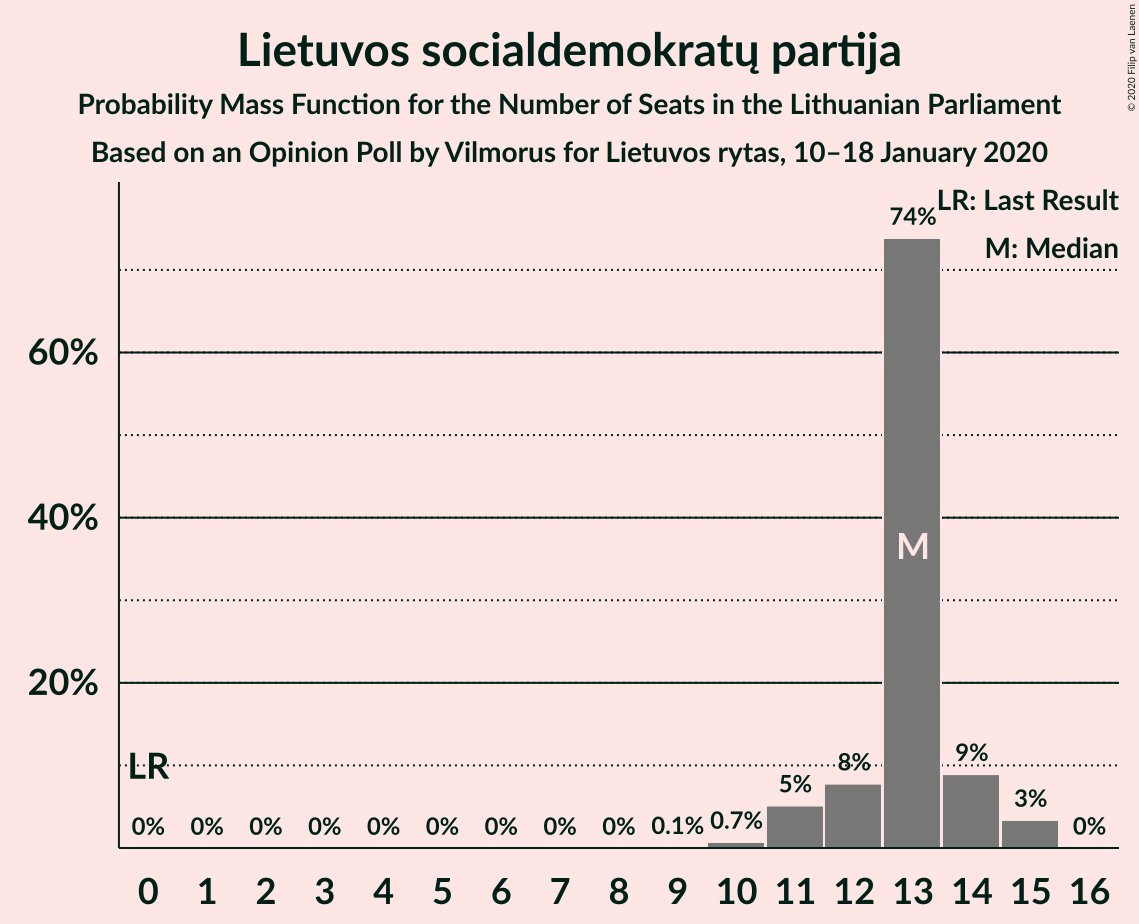 Lietuvos socialdemokratų partija
Probability Mass Function for the Number of Seats in the Lithuanian Parliament
Based on an Opinion Poll by Vilmorus for Lietuvos rytas, 10–18 January 2020
© 2020 Filip van Laenen
LR: Last Result
M: Median
74%
60%
40%
M
20%
LR
0% 0% 0% 0% 0% 0% 0% 0% 0% 0.1% 0.7% 5% 8% 9% 3% 0%
0 1 2 3 4 5 6 7 8 9 10 11 12 13 14 15 16